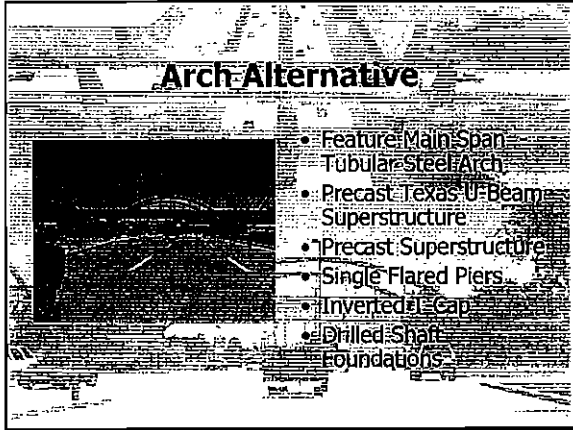 Arch Alternative
• Feature Main Span
Tubular Steel Arch
• Precast Texas U-Beam
Superstructure
• Precast Superstructure
• Single Flared Piers
• Inverted T-Cap
• Drilled Shaft
Foundations